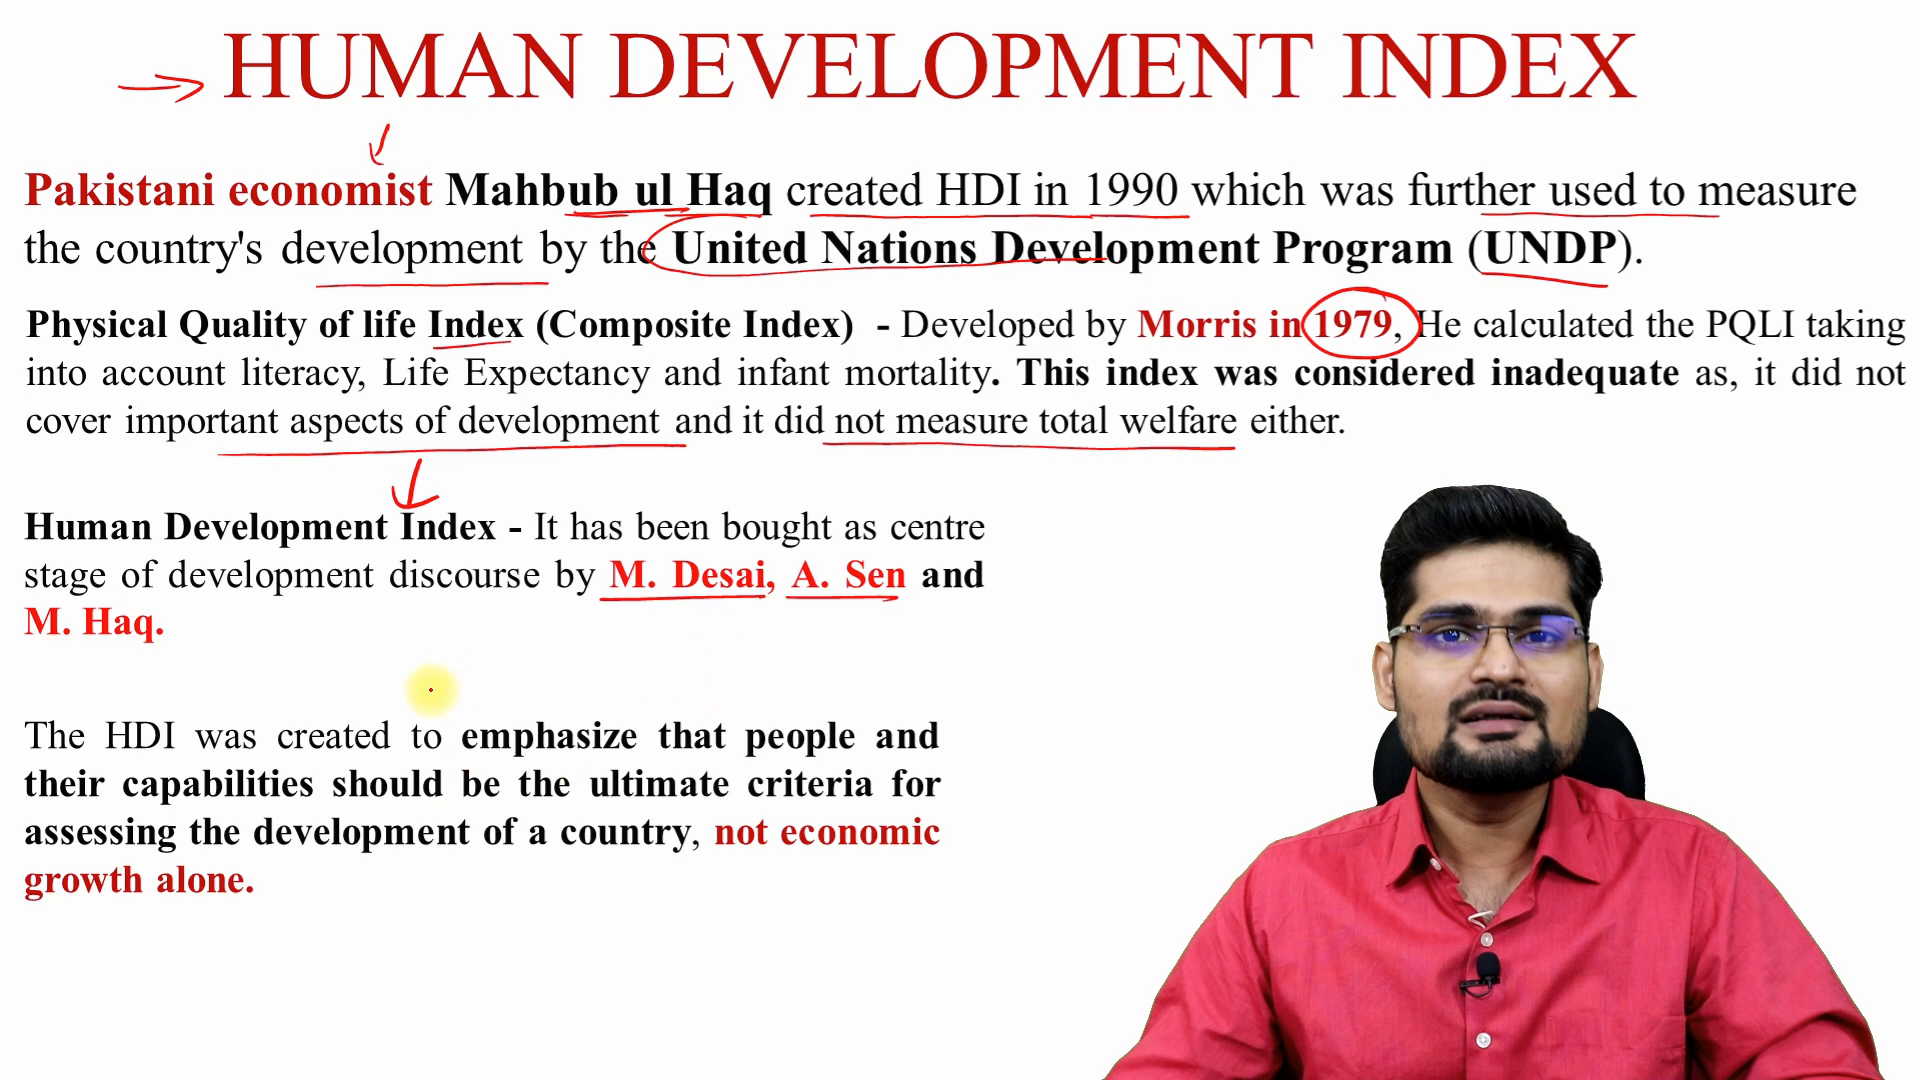 HUMAN DEVELOPMENT INDEX
Pakistani economist Mahbub ul Haq created HDI in 1990 which was further used to measure
the country's development by the United Nations Development Program (UNDP).
Physical Quality of life Index (Composite Index) - Developed by Morris in 1979, He calculated the PQLI taking
into account literacy, Life Expectancy and infant mortality. This index was considered inadequate as, it did not
cover important aspects of development and it did not measure total welfare either.
Human Development Index - It has been bought as centre
stage of development discourse by M. Desai, A. Sen and
M. Haq.
The HDI was created to emphasize that people and
their capabilities should be the ultimate criteria for
assessing the development of a country, not economic
growth alone.